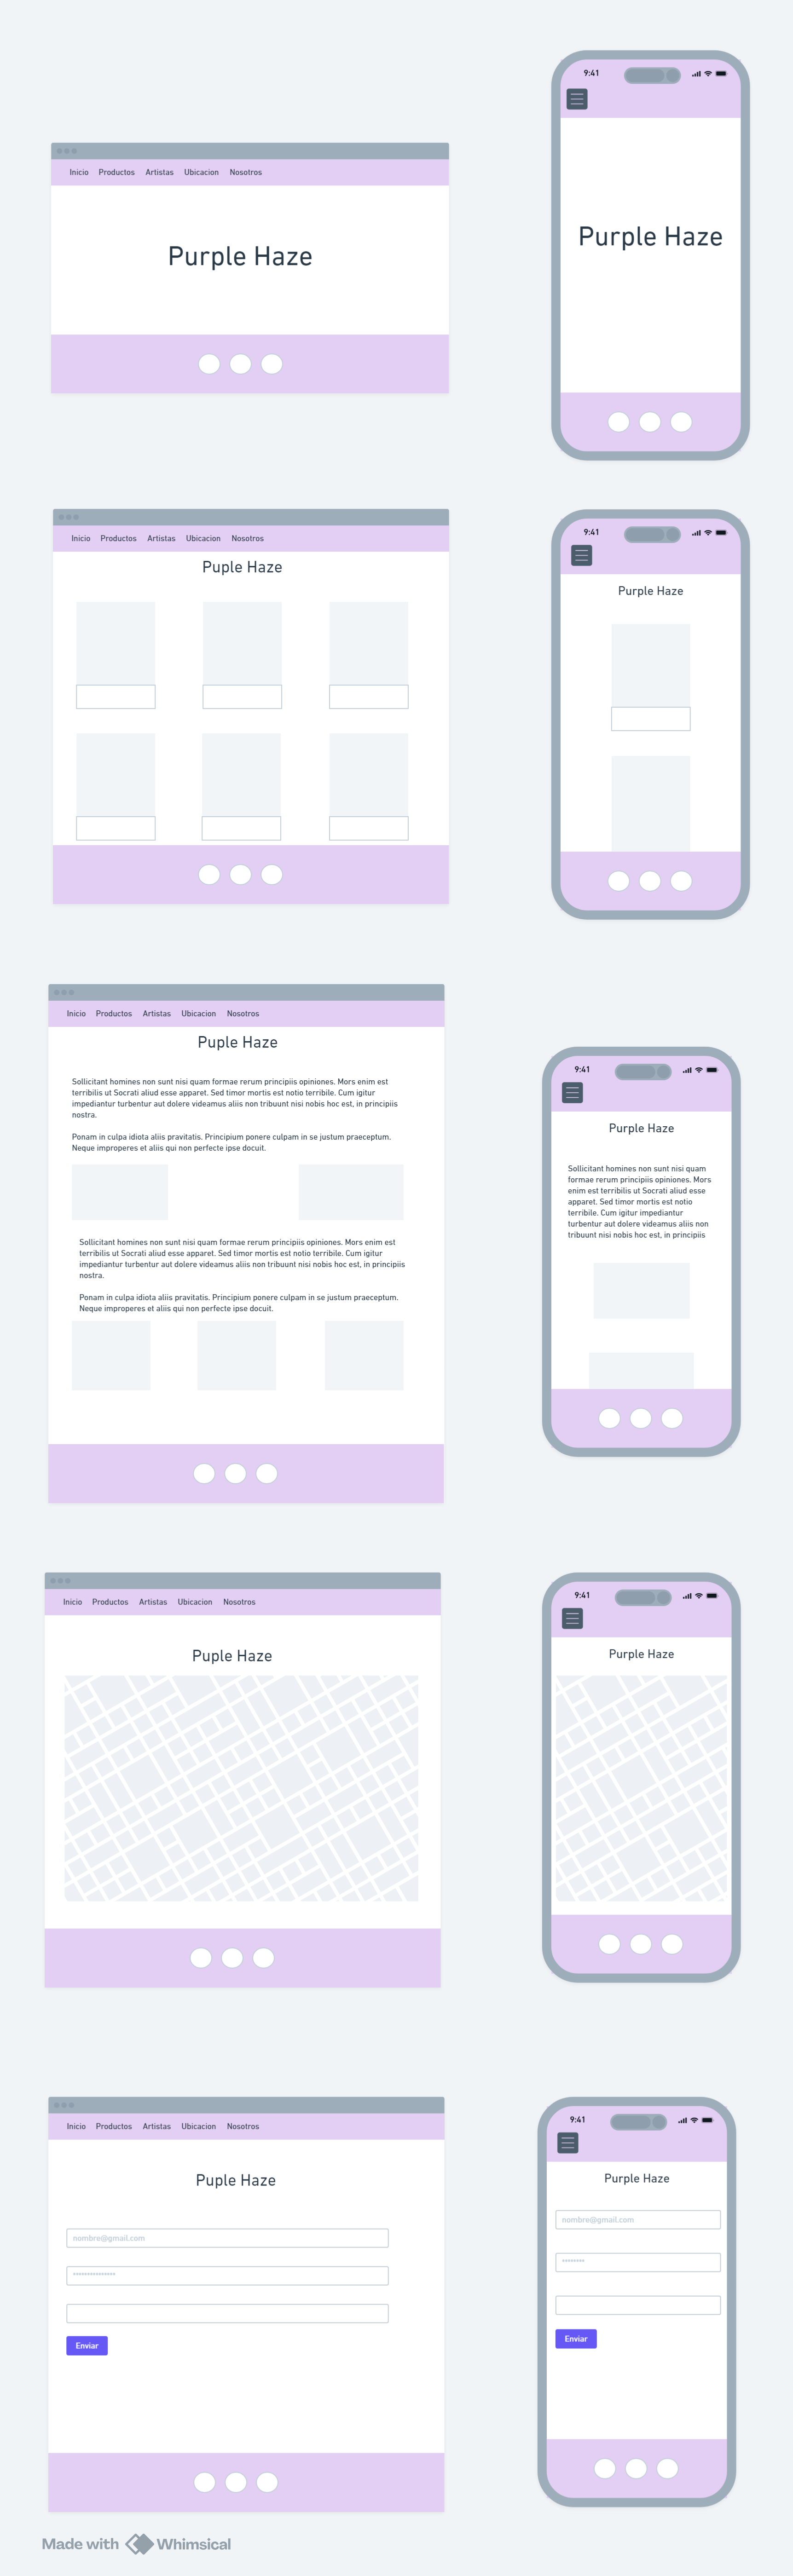 9:41
Inicio Productos Artistas Ubicacion Nosotros
Purple Haze
Purple Haze
9:41
Inicio Productos Artistas Ubicacion Nosotros
Puple Haze
Purple Haze
Inicio Productos Artistas Ubicacion Nosotros
Puple Haze
Sollicitant homines non sunt nisi quam formae rerum principiis opiniones. Mors enim est
terribilis ut Socrati aliud esse apparet. Sed timor mortis est notio terribile. Cum igitur
impediantur turbentur aut dolere videamus aliis non tribuunt nisi nobis hoc est, in principiis
nostra.
Ponam in culpa idiota aliis pravitatis. Principium ponere culpam in se justum praeceptum.
Neque improperes et aliis qui non perfecte ipse docuit.
Sollicitant homines non sunt nisi quam formae rerum principiis opiniones. Mors enim est
terribilis ut Socrati aliud esse apparet. Sed timor mortis est notio terribile. Cum igitur
impediantur turbentur aut dolere videamus aliis non tribuunt nisi nobis hoc est, in principiis
nostra.
Ponam in culpa idiota aliis pravitatis. Principium ponere culpam in se justum praeceptum.
Neque improperes et aliis qui non perfecte ipse docuit.
9:41
Purple Haze
Sollicitant homines non sunt nisi quam
formae rerum principiis opiniones. Mors
enim est terribilis ut Socrati aliud esse
apparet. Sed timor mortis est notio
terribile. Cum igitur impediantur
turbentur aut dolere videamus aliis non
tribuunt nisi nobis hoc est, in principiis
Inicio Productos Artistas Ubicacion Nosotros
Puple Haze
9:41
Purple Haze
Inicio Productos Artistas Ubicacion Nosotros
Puple Haze
nombre@gmail.com
***************
Enviar
9:41
Purple Haze
nombre@gmail.com
********
Enviar
Made with Whimsical